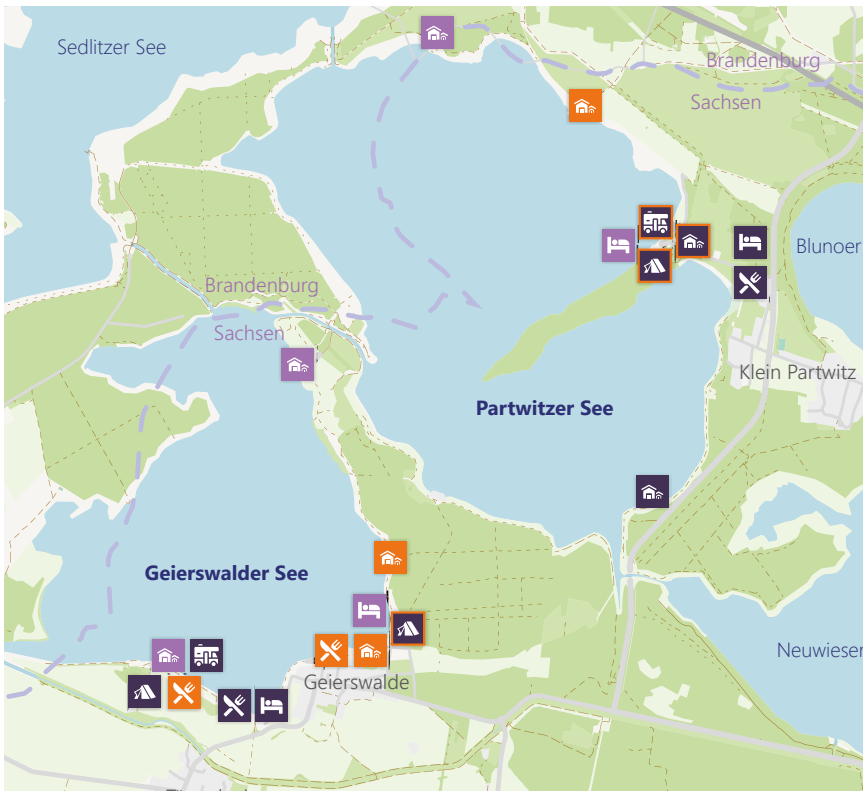 Sedlitzer See
Brandenburg
Sachsen
Blunoer
Brandenburg
Sachsen
Klein Partwitz
Partwitzer See
Geierswalder See
Neuwieser
Geierswalde